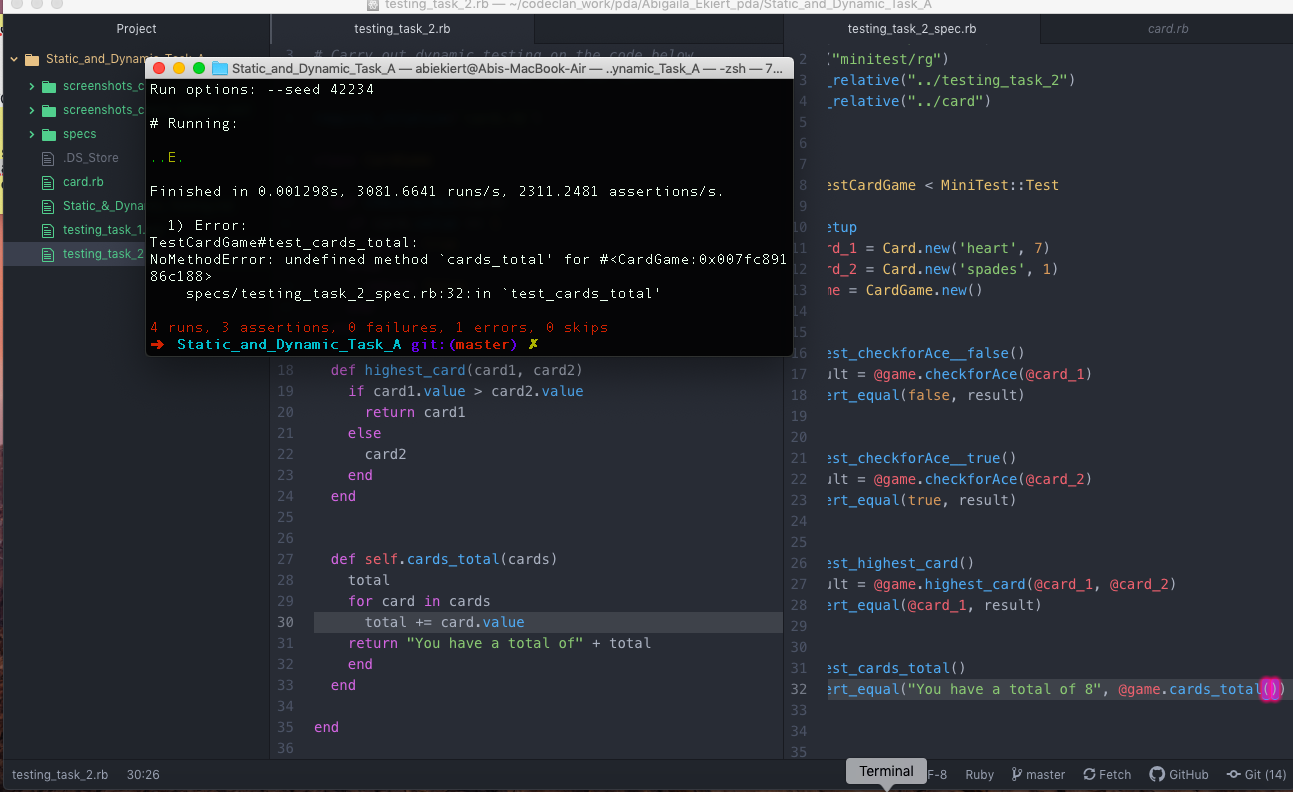 testing_task_2.rb — ~/codeclan_work/pda/Abigaila_Ekiert_pda/Static_and_Dynamic_Task_A
Project
testing_task_2.rb
testing_task_2_spec.rb
card.rb
Static_and_Dynamic_Task_A
screenshots_c
screenshots_c
specs
.DS_Store
card.rb
Static_&_Dyna
testing_task_1.
testing_task_2
3 # Carry out dynamic testing on the code below
Static_and_Dynamic_Task_A — abiekiert@Abis-MacBook-Air — ..ynamic_Task_A — -zsh — 7...
Run options: --seed 42234
# Running:
..E.
Finished in 0.001298s, 3081.6641 runs/s, 2311.2481 assertions/s.
1) Error:
TestCardGame#test_cards_total:
NoMethodError: undefined method `cards_total' for #<CardGame:0x007fc891
86c188>
specs/testing_task_2_spec.rb:32:in `test_cards_total'
4 runs, 3 assertions, 0 failures, 1 errors, 0 skips
➜ Static_and_Dynamic_Task_A git:(master) ✗
18 def highest_card(card1, card2)
19 if card1.value > card2.value
20 return card1
21 else
22 card2
23 end
24 end
25
26
27 def self.cards_total(cards)
28 total
29 for card in cards
30 total += card.value
31 return "You have a total of" + total
32 end
33 end
34
35 end
36
2 ("minitest/rg")
3 _relative("../testing_task_2")
4 _relative("../card")
5
6
7
8 estCardGame < MiniTest::Test
9
10 etup
11 rd_1 = Card.new('heart', 7)
12 rd_2 = Card.new('spades', 1)
13 me = CardGame.new()
14
15
16 est_checkforAce__false()
17 ult = @game.checkforAce(@card_1)
18 ert_equal(false, result)
19
20
21 est_checkforAce__true()
22 ult = @game.checkforAce(@card_2)
23 ert_equal(true, result)
24
25
26 est_highest_card()
27 ult = @game.highest_card(@card_1, @card_2)
28 ert_equal(@card_1, result)
29
30
31 est_cards_total()
32 ert_equal("You have a total of 8", @game.cards_total())
33
34
35
testing_task_2.rb 30:26
Terminal
F-8 Ruby master Fetch GitHub Git (14)